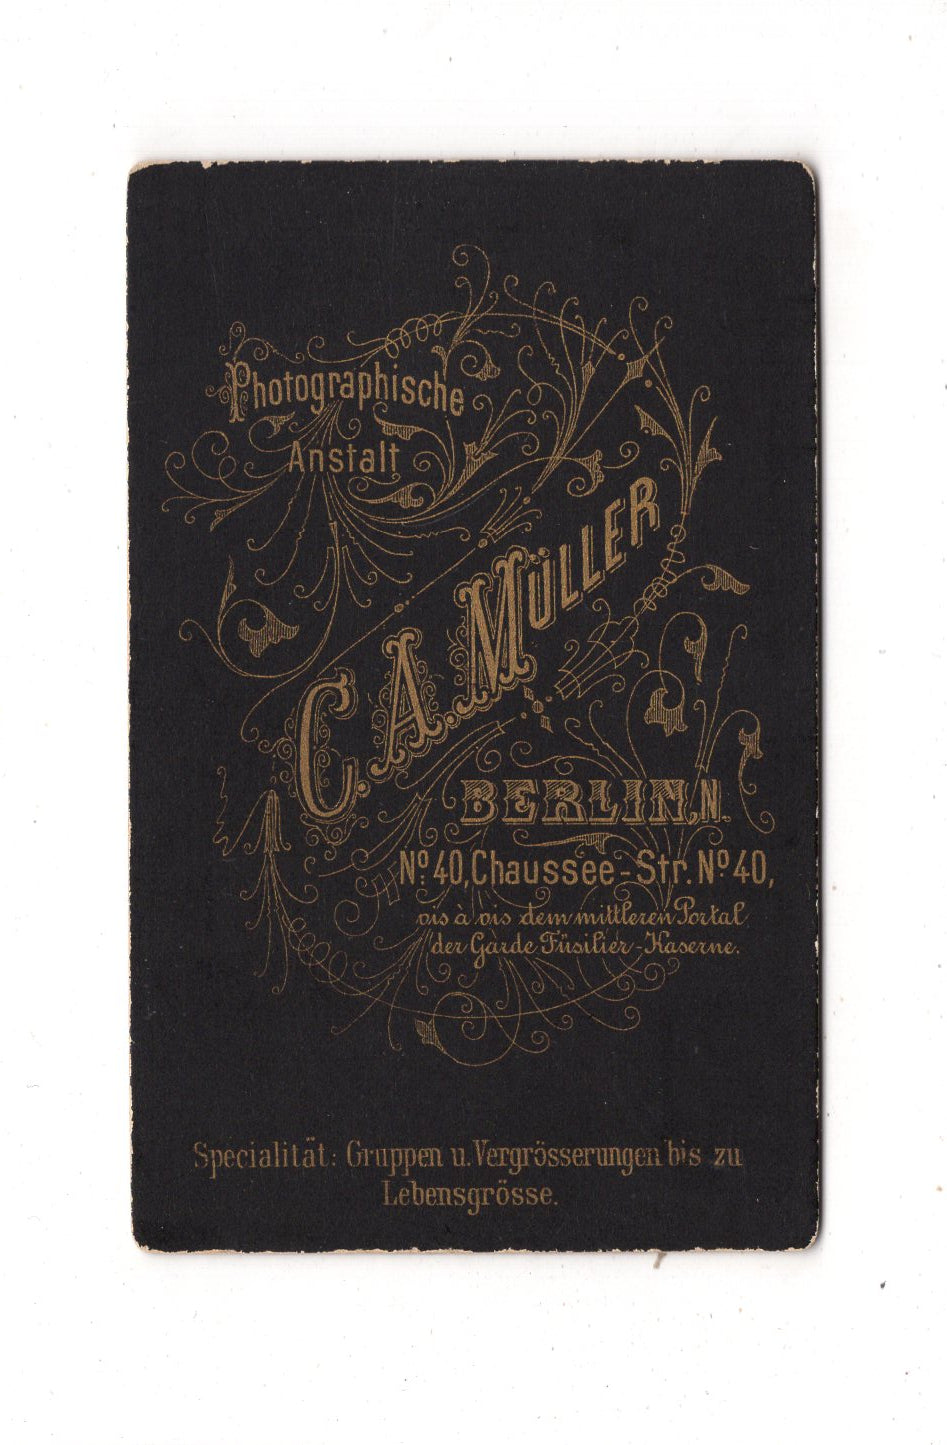 Photographische
Anstalt
C. A. MÜLLER
BERLIN, N.
Nº. 40, Chaussée-Str. Nº 40,
vis à vis dem mittleren Portal
der Garde Füsilier-Kaserne.
Specialität: Gruppen u. Vergrösserungen bis zu
Lebensgrösse.